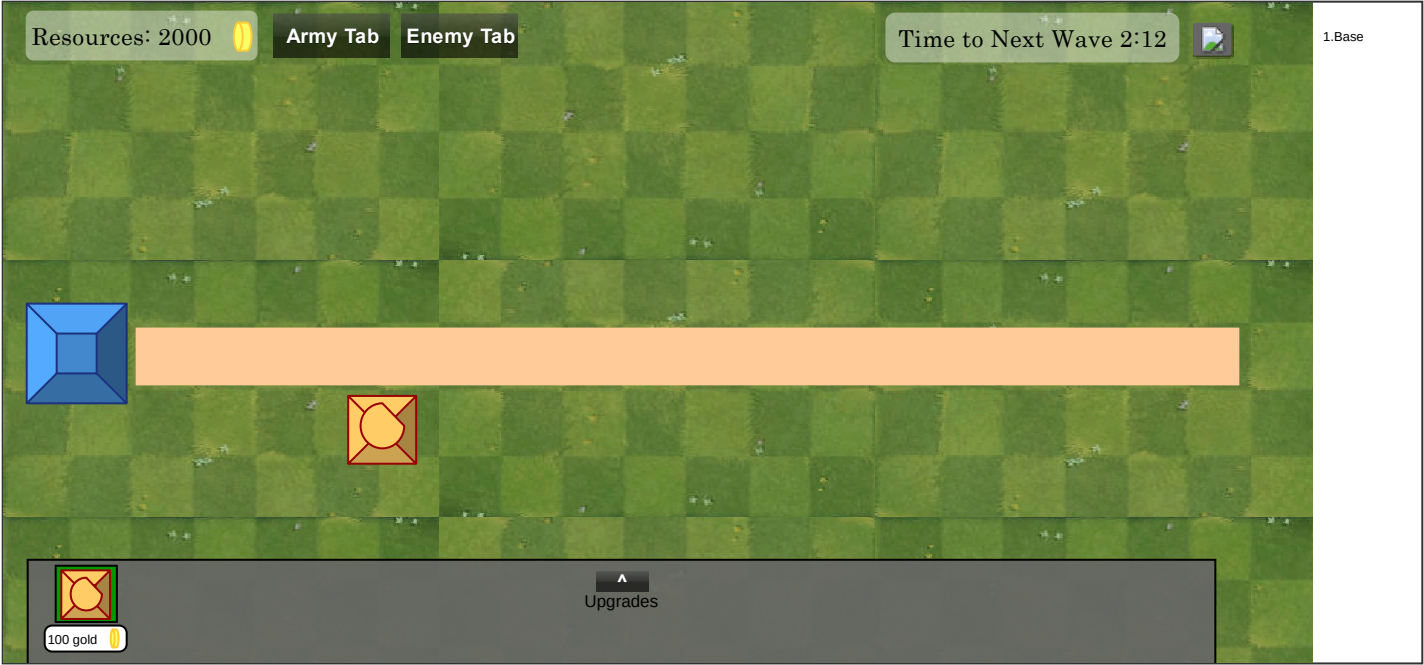 Resources: 2000
Army Tab
Enemy Tab
Time to Next Wave 2:12
1.Base
^
Upgrades
100 gold